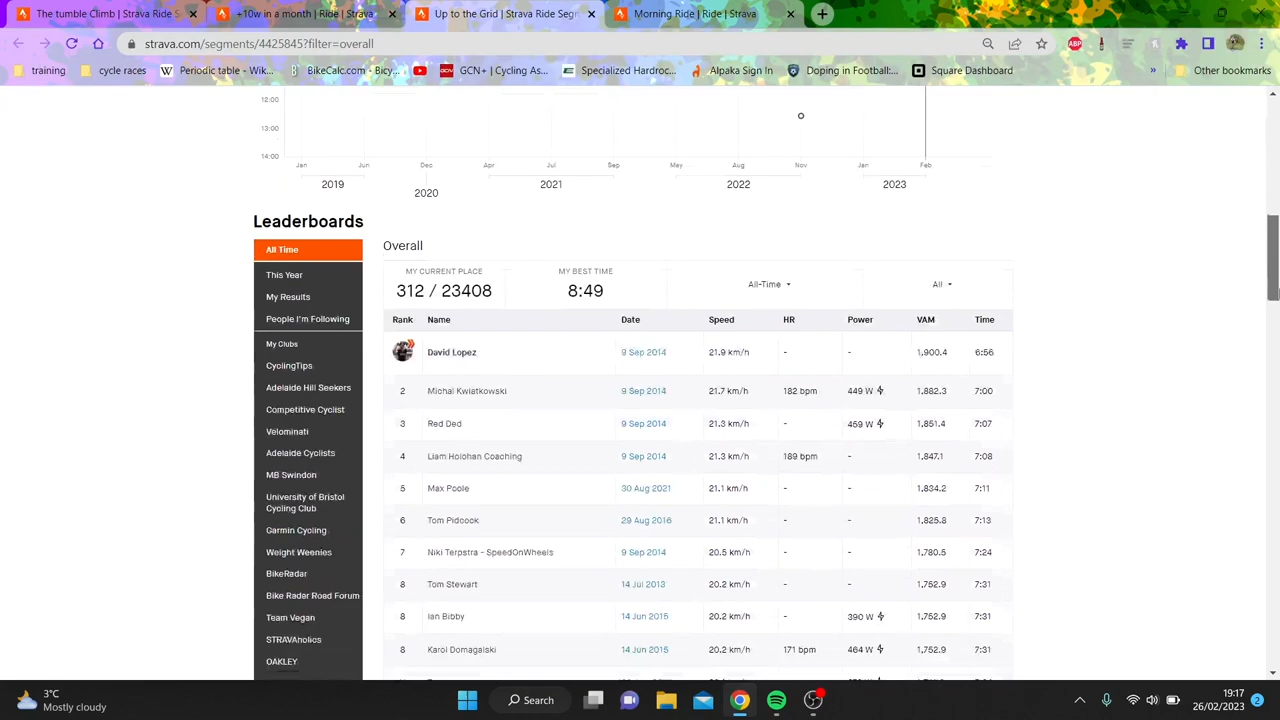 The tumble Climb | Strava Rides
+10w in a skinsuit | Ride | Strava
Up to the Grid | Strava Ride Segm
Morning Ride | Ride | Strava
strava.com/segments/4425845?filter=overall
ABP
training
cycle races
Periodic table - Wik...
BikeCalc.com - Bicy...
GCN+ | Cycling As...
Specialized Hardroc...
Alpaka Sign In
Doping in Football:...
Square Dashboard
»
Other bookmarks
12:00
13:00
14:00
Jan Jun Dec Apr Jul Sep May Aug Nov Jan Feb
2019 2020 2021 2022 2023
Leaderboards
All Time
This Year
My Results
People I'm Following
My Clubs
CyclingTips
Adelaide Hill Seekers
Competitive Cyclist
Velominati
Adelaide Cyclists
MB Swindon
University of Bristol
Cycling Club
Garmin Cycling
Weight Weenies
BikeRadar
Bike Radar Road Forum
Team Vegan
STRAVAholics
OAKLEY
Overall
MY CURRENT PLACE
312 / 23408
MY BEST TIME
8:49
All-Time
All
Rank Name Date Speed HR Power VAM Time
David Lopez 9 Sep 2014 21.9 km/h - - 1,900.4 6:56
2 Michal Kwiatkowski 9 Sep 2014 21.7 km/h 182 bpm 449 W 1,882.3 7:00
3 Red Ded 9 Sep 2014 21.3 km/h - 459 W 1,851.4 7:07
4 Liam Holohan Coaching 9 Sep 2014 21.3 km/h 189 bpm - 1,847.1 7:08
5 Max Poole 30 Aug 2021 21.1 km/h - - 1,834.2 7:11
6 Tom Pidcock 29 Aug 2016 21.1 km/h - - 1,825.8 7:13
7 Niki Terpstra - SpeedOnWheels 9 Sep 2014 20.5 km/h - - 1,780.5 7:24
8 Tom Stewart 14 Jul 2013 20.2 km/h - - 1,752.9 7:31
8 Ian Bibby 14 Jun 2015 20.2 km/h - 390 W 1,752.9 7:31
8 Karol Domagalski 14 Jun 2015 20.2 km/h 171 bpm 464 W 1,752.9 7:31
3°C
Mostly cloudy
Search
19:17
26/02/2023
2